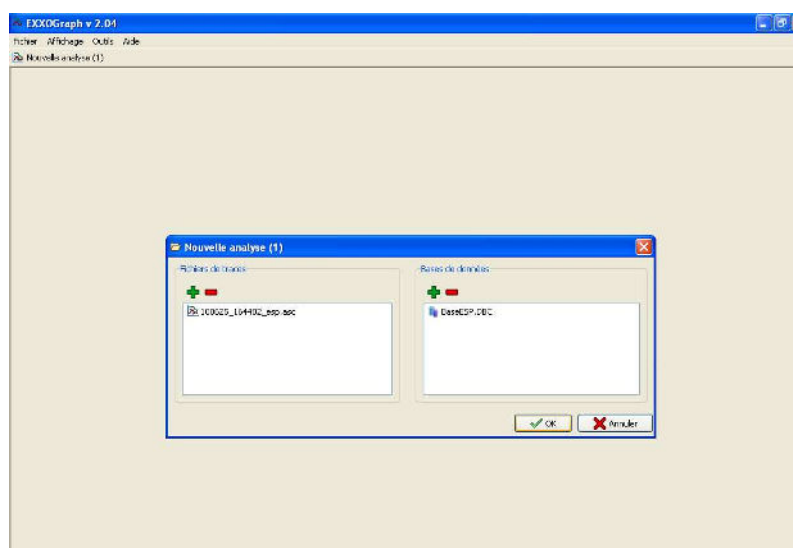 EXXOGraph v 2.04
Fichier Affichage Outils Aide
Nouvelle analyse (1)
Nouvelle analyse (1)
Fichiers de traces
Bases de données
100625_164402_esp.asc
BaseESP.DBC
OK
Annuler